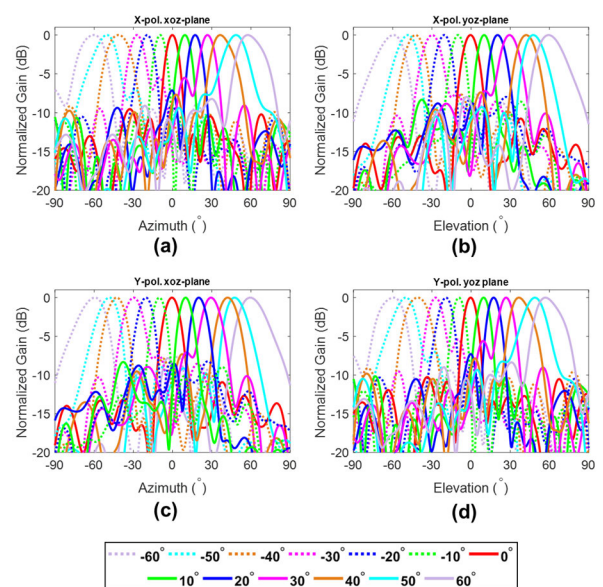 X-pol. xoz-plane
X-pol. yoz-plane
0
-5
-10
-15
-20
Normalized Gain (dB)
-90 -60 -30 0 30 60 90
Azimuth (°)
(a)
0
-5
-10
-15
-20
Normalized Gain (dB)
-90 -60 -30 0 30 60 90
Elevation (°)
(b)
Y-pol. xoz-plane
Y-pol. yoz plane
0
-5
-10
-15
-20
Normalized Gain (dB)
-90 -60 -30 0 30 60 90
Azimuth (°)
(c)
0
-5
-10
-15
-20
Normalized Gain (dB)
-90 -60 -30 0 30 60 90
Elevation (°)
(d)
-60° -50° -40° -30° -20° -10° 0°
10° 20° 30° 40° 50° 60°